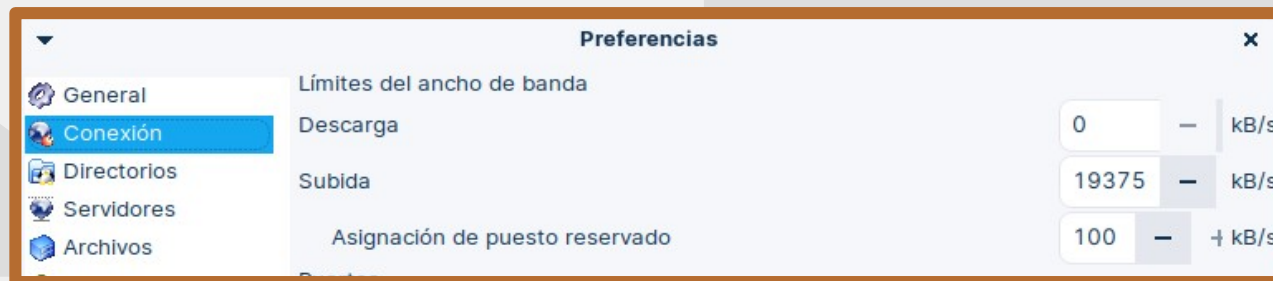 Preferencias
General
Conexión
Directorios
Servidores
Archivos
Límites del ancho de banda
Descarga 0 kB/s
Subida 19375 kB/s
Asignación de puesto reservado 100 kB/s